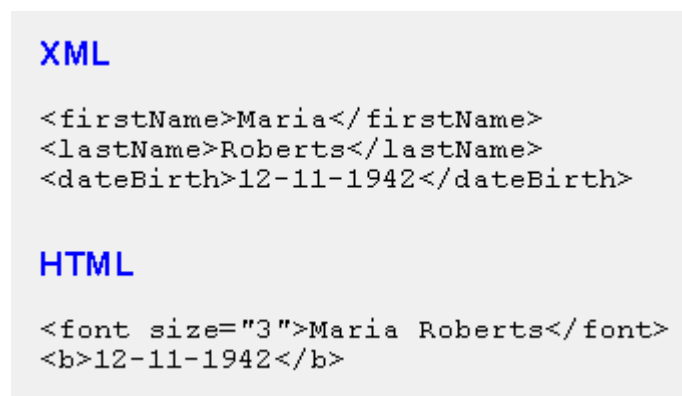 XML
<firstName>Maria</firstName>
<lastName>Roberts</lastName>
<dateBirth>12-11-1942</dateBirth>
HTML
<font size="3">Maria Roberts</font>
<b>12-11-1942</b>